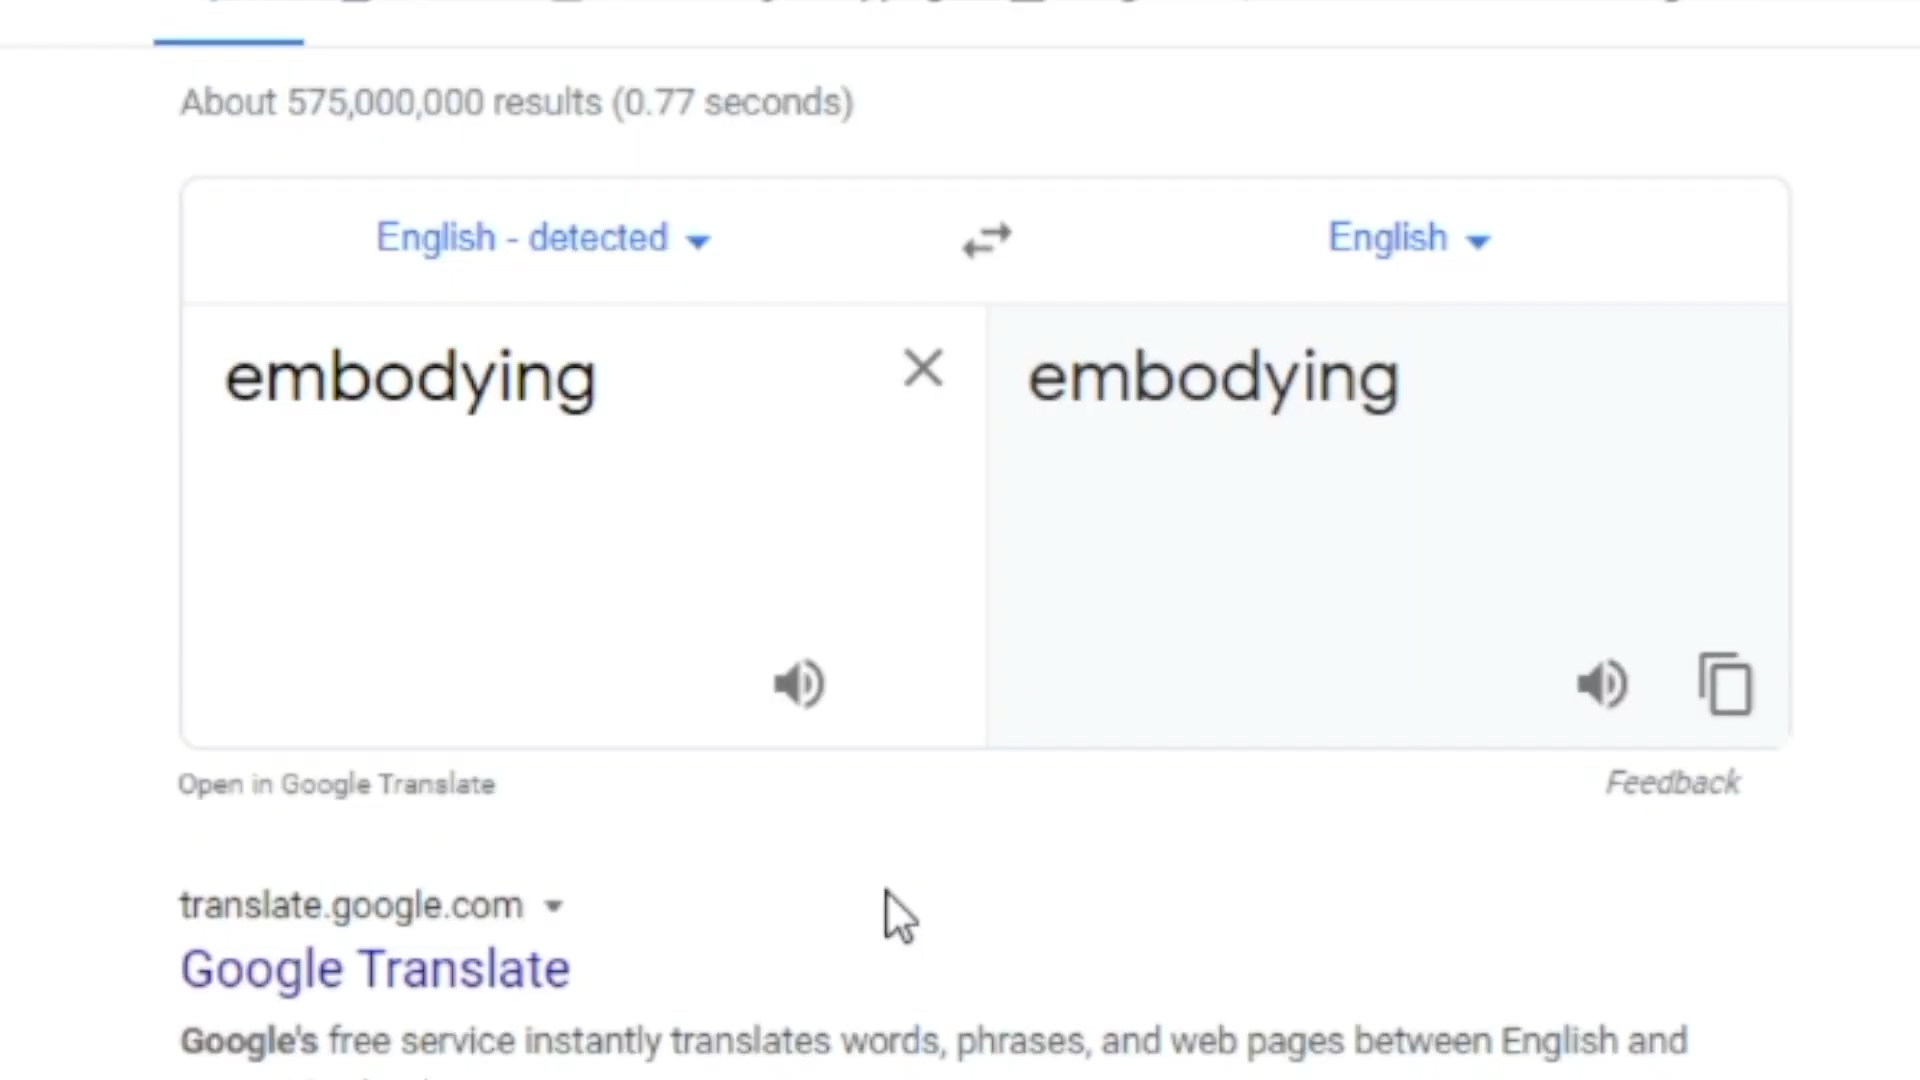 About 575,000,000 results (0.77 seconds)
English - detected
English
embodying
embodying
Open in Google Translate
Feedback
translate.google.com
Google Translate
Google's free service instantly translates words, phrases, and web pages between English and